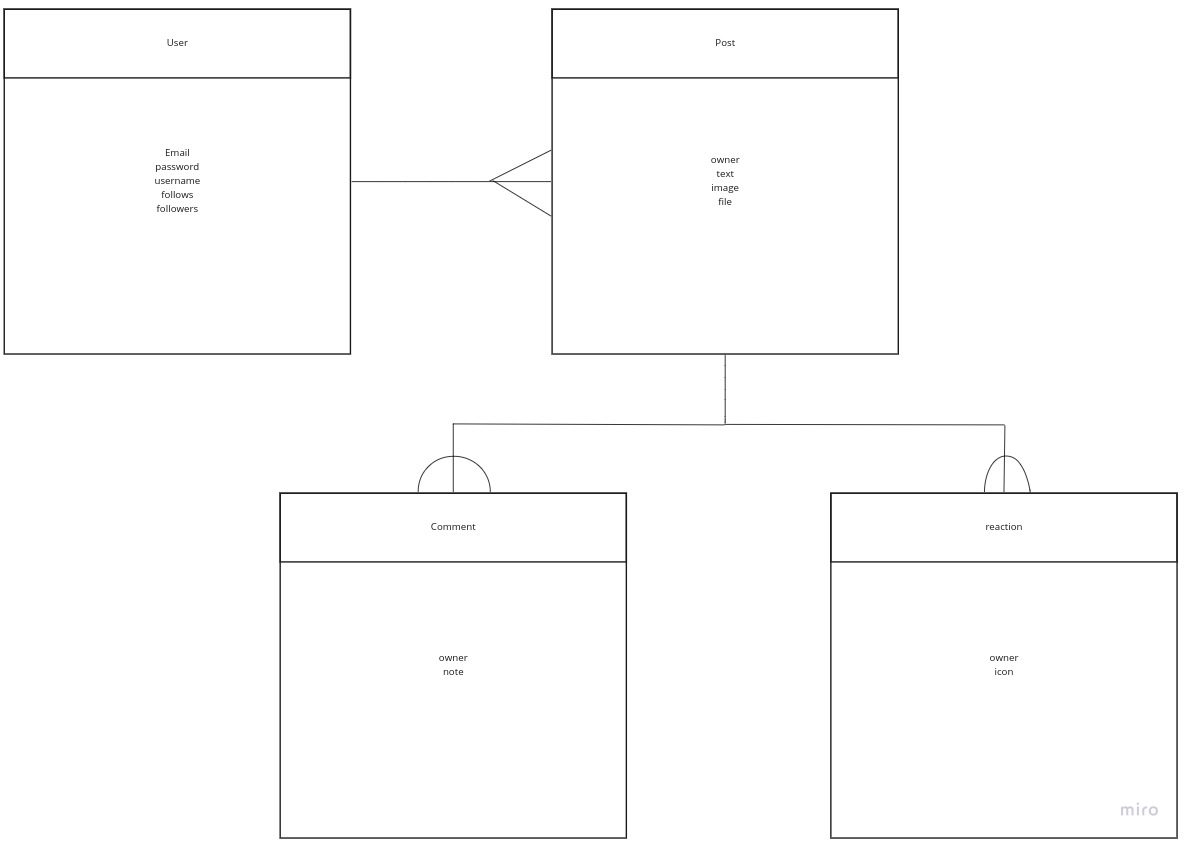 User
Email
password
username
follows
followers
Post
owner
text
image
file
Comment
owner
note
reaction
owner
icon
miro